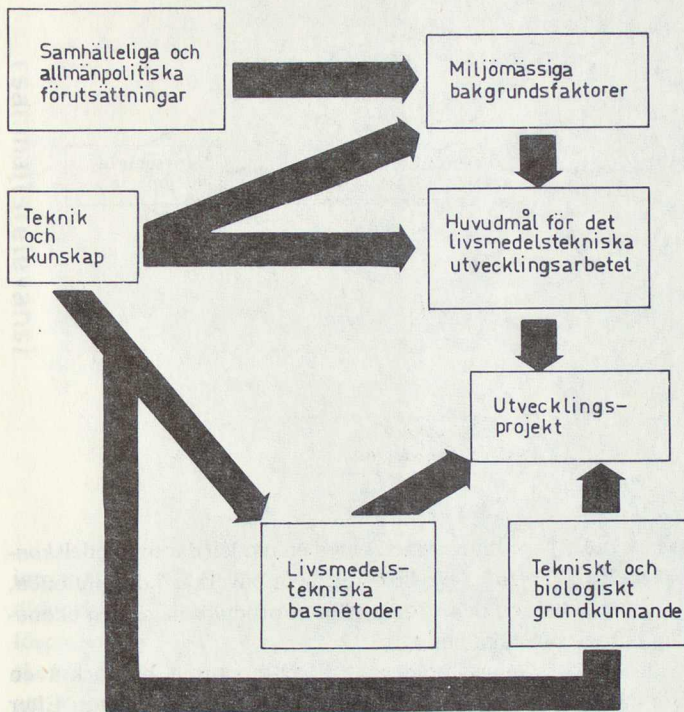 Samhälleliga och
allmänpolitiska
förutsättningar
Miljömässiga
bakgrundsfaktorer
Teknik
och
kunskap
Huvudmål för det
livsmedelstekniska
utvecklingsarbetel
Utvecklings-
projekt
Livsmedels-
tekniska
basmetoder
Tekniskt och
biologiskt
grundkunnande